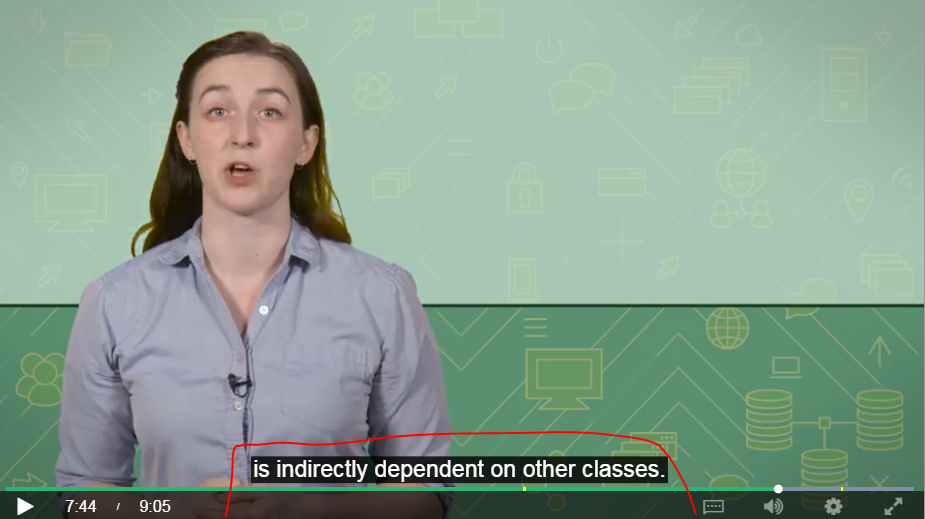 is indirectly dependent on other classes.
7:44 / 9:05